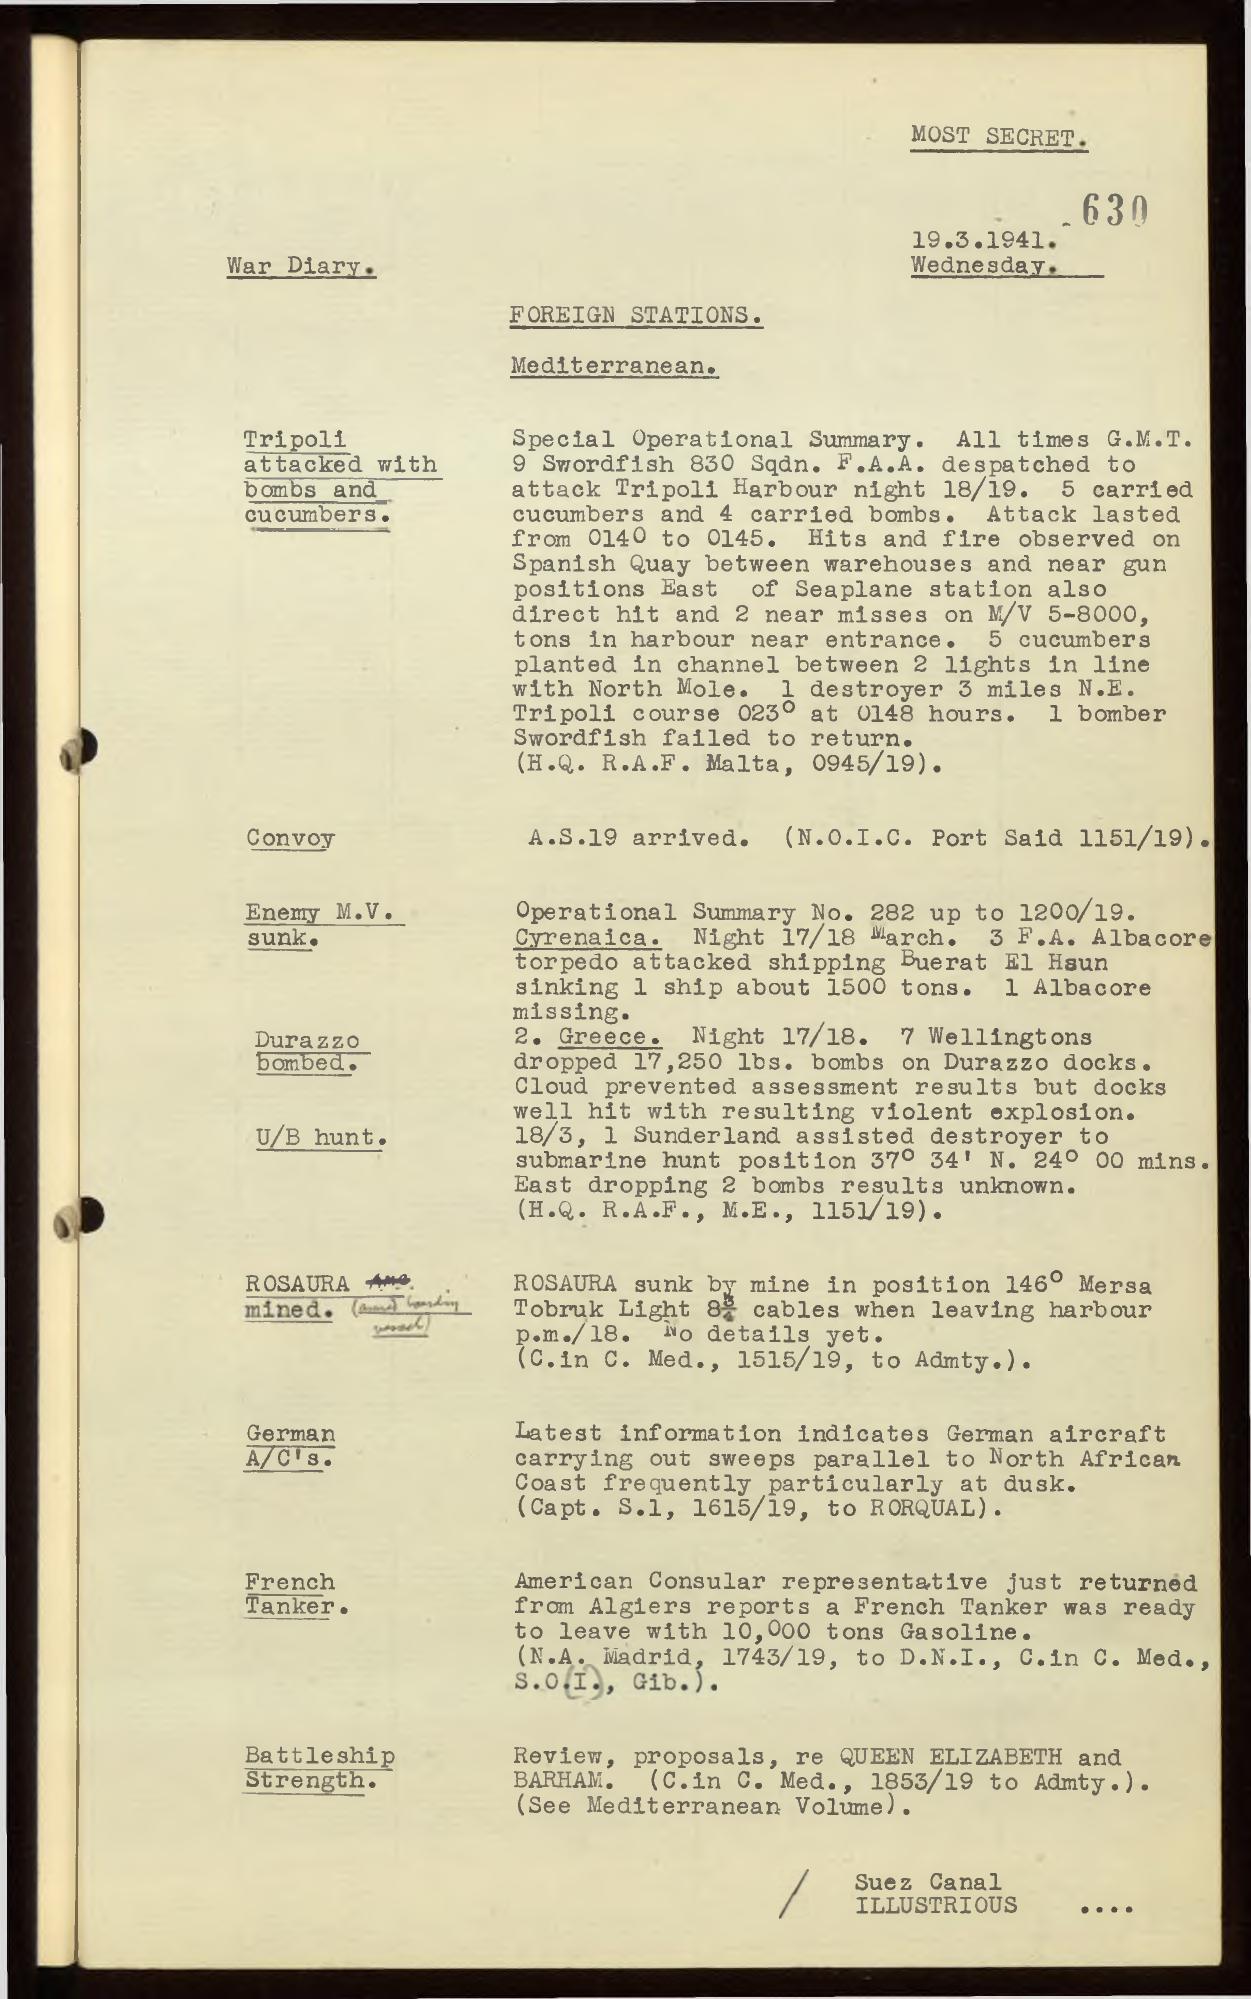 MOST SECRET.
630
19.3.1941.
War Diary.
Wednesday.
FOREIGN STATIONS.
Mediterranean.
Tripoli
attacked with
bombs and
cucumbers.
Special Operational Summary. All times G.M.T.
9 Swordfish 830 Sqdn. F.A.A. despatched to
attack Tripoli Harbour night 18/19. 5 carried
cucumbers and 4 carried bombs. Attack lasted
from 0140 to 0145. Hits and fire observed on
Spanish Quay between warehouses and near gun
positions East of Seaplane station also
direct hit and 2 near misses on M/V 5-8000,
tons in harbour near entrance. 5 cucumbers
planted in channel between 2 lights in line
with North Mole. 1 destroyer 3 miles N.E.
Tripoli course 023° at 0148 hours. 1 bomber
Swordfish failed to return.
(H.Q. R.A.F. Malta, 0945/19).
Convoy
A.S.19 arrived. (N.O.I.C. Port Said 1151/19).
Enemy M.V.
sunk.
Operational Summary No. 282 up to 1200/19.
Cyrenaica. Night 17/18 March. 3 F.A. Albacore
torpedo attacked shipping Buerat El Hsun
sinking 1 ship about 1500 tons. 1 Albacore
missing.
Durazzo
bombed.
2. Greece. Night 17/18. 7 Wellingtons
dropped 17,250 lbs. bombs on Durazzo docks.
Cloud prevented assessment results but docks
well hit with resulting violent explosion.
U/B hunt.
18/3, 1 Sunderland assisted destroyer to
submarine hunt position 37° 34' N. 24° 00 mins.
East dropping 2 bombs results unknown.
(H.Q. R.A.F., M.E., 1151/19).
ROSAURA
mined. (armed boarding
vessel)
ROSAURA sunk by mine in position 146° Mersa
Tobruk Light 8¾ cables when leaving harbour
p.m./18. No details yet.
(C.in C. Med., 1515/19, to Admty.).
German
A/C's.
Latest information indicates German aircraft
carrying out sweeps parallel to North African
Coast frequently particularly at dusk.
(Capt. S.1, 1615/19, to RORQUAL).
French
Tanker.
American Consular representative just returned
from Algiers reports a French Tanker was ready
to leave with 10,000 tons Gasoline.
(N.A. Madrid, 1743/19, to D.N.I., C.in C. Med.,
S.O.(I.), Gib.).
Battleship
Strength.
Review, proposals, re QUEEN ELIZABETH and
BARHAM. (C.in C. Med., 1853/19 to Admty.).
(See Mediterranean Volume).
/ Suez Canal
ILLUSTRIOUS ....